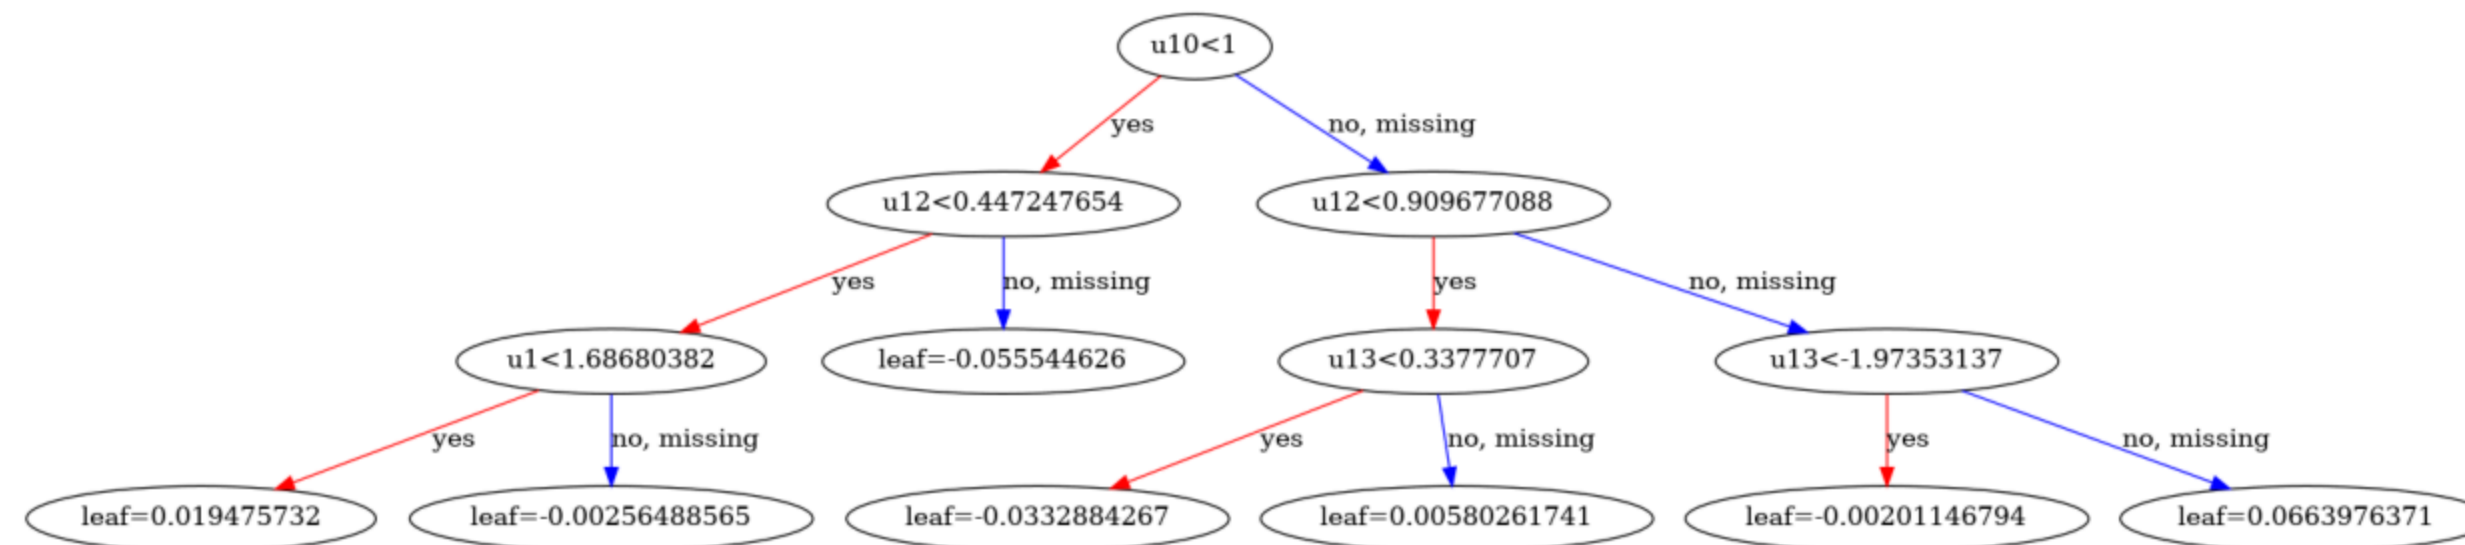 u10<1
yes
no, missing
u12<0.447247654
u12<0.909677088
yes
no, missing
yes
no, missing
u1<1.68680382
leaf=-0.055544626
u13<0.3377707
u13<-1.97353137
yes
no, missing
yes
no, missing
yes
no, missing
leaf=0.019475732
leaf=-0.00256488565
leaf=-0.0332884267
leaf=0.00580261741
leaf=-0.00201146794
leaf=0.0663976371